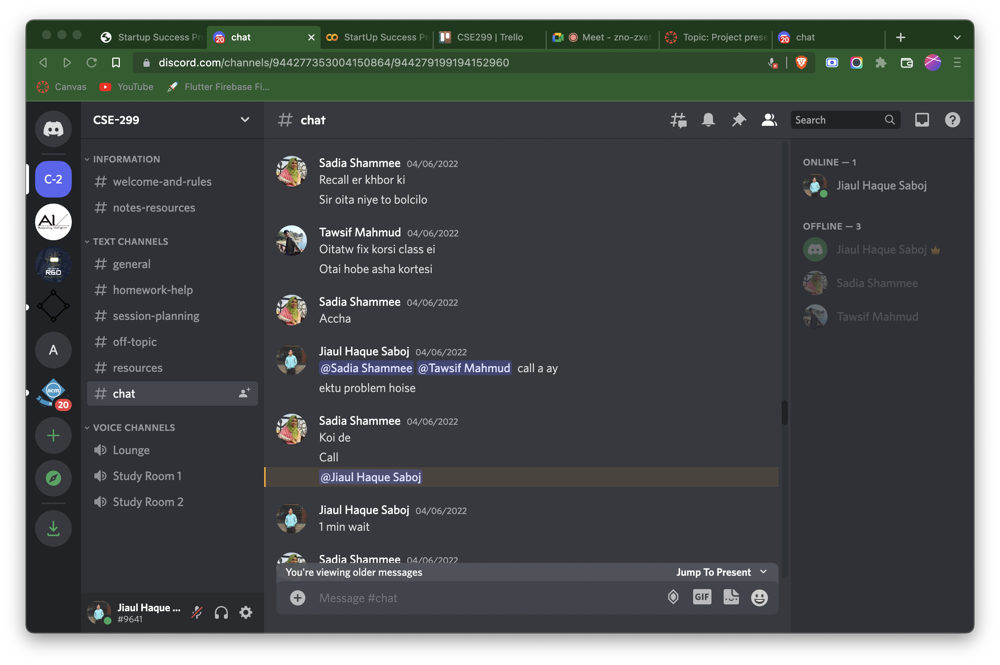 Startup Success Pre
20
chat
StartUp Success Pr
CSE299 | Trello
Meet - zno-zxet
Topic: Project prese
20
chat
discord.com/channels/944277353004150864/944279199194152960
Canvas
YouTube
Flutter Firebase Fi...
CSE-299
INFORMATION
welcome-and-rules
notes-resources
TEXT CHANNELS
general
homework-help
session-planning
off-topic
resources
chat
VOICE CHANNELS
Lounge
Study Room 1
Study Room 2
C-2
AI
Accelerating Intelligence
R&D
A
acm
N
20
Jiaul Haque ...
#9641
# chat
Search
Sadia Shammee 04/06/2022
Recall er khbor ki
Sir oita niye to bolcilo
Tawsif Mahmud 04/06/2022
Oitatw fix korsi class ei
Otai hobe asha kortesi
Sadia Shammee 04/06/2022
Accha
Jiaul Haque Saboj 04/06/2022
@Sadia Shammee @Tawsif Mahmud call a ay
ektu problem hoise
Sadia Shammee 04/06/2022
Koi de
Call
@Jiaul Haque Saboj
Jiaul Haque Saboj 04/06/2022
1 min wait
Sadia Shammee 04/06/2022
Okay
You're viewing older messages
Jump To Present
Message #chat
GIF
ONLINE — 1
Jiaul Haque Saboj
OFFLINE — 3
Jiaul Haque Saboj
Sadia Shammee
Tawsif Mahmud